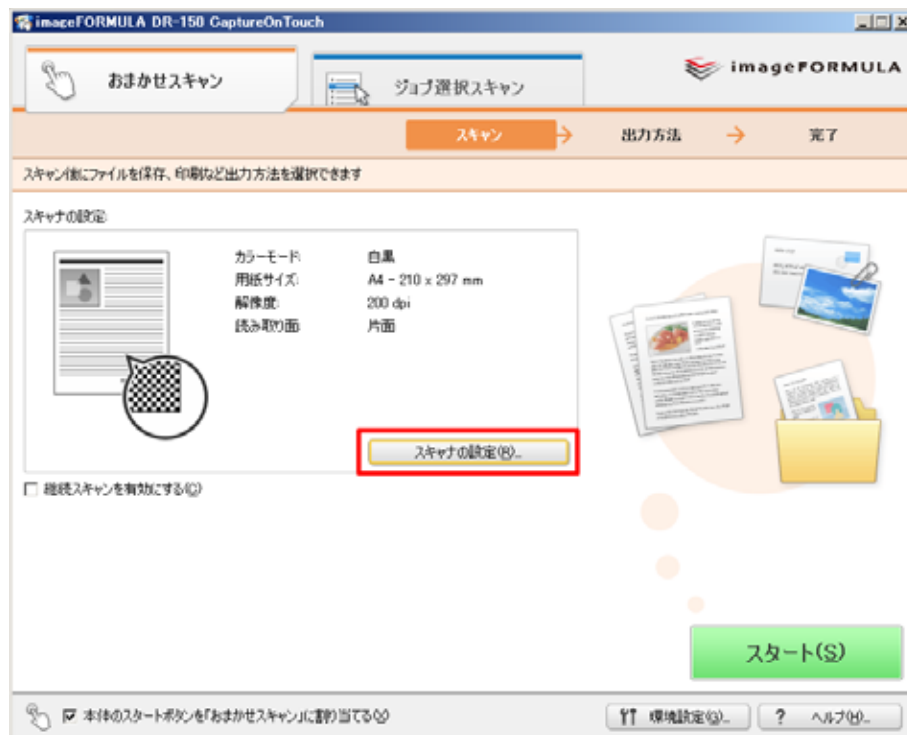 imageFORMULA DR-150 CaptureOnTouch
おまかせスキャン
ジョブ選択スキャン
imageFORMULA
スキャン → 出力方法 → 完了
スキャン後にファイルを保存、印刷など出力方法を選択できます
スキャナの設定:
カラーモード: 白黒
用紙サイズ: A4 - 210 x 297 mm
解像度: 200 dpi
読み取り面: 片面
スキャナの設定(R)...
継続スキャンを有効にする(C)
スタート(S)
本体のスタートボタンを「おまかせスキャン」に割り当てる(V)
環境設定(G)...
? ヘルプ(H)...